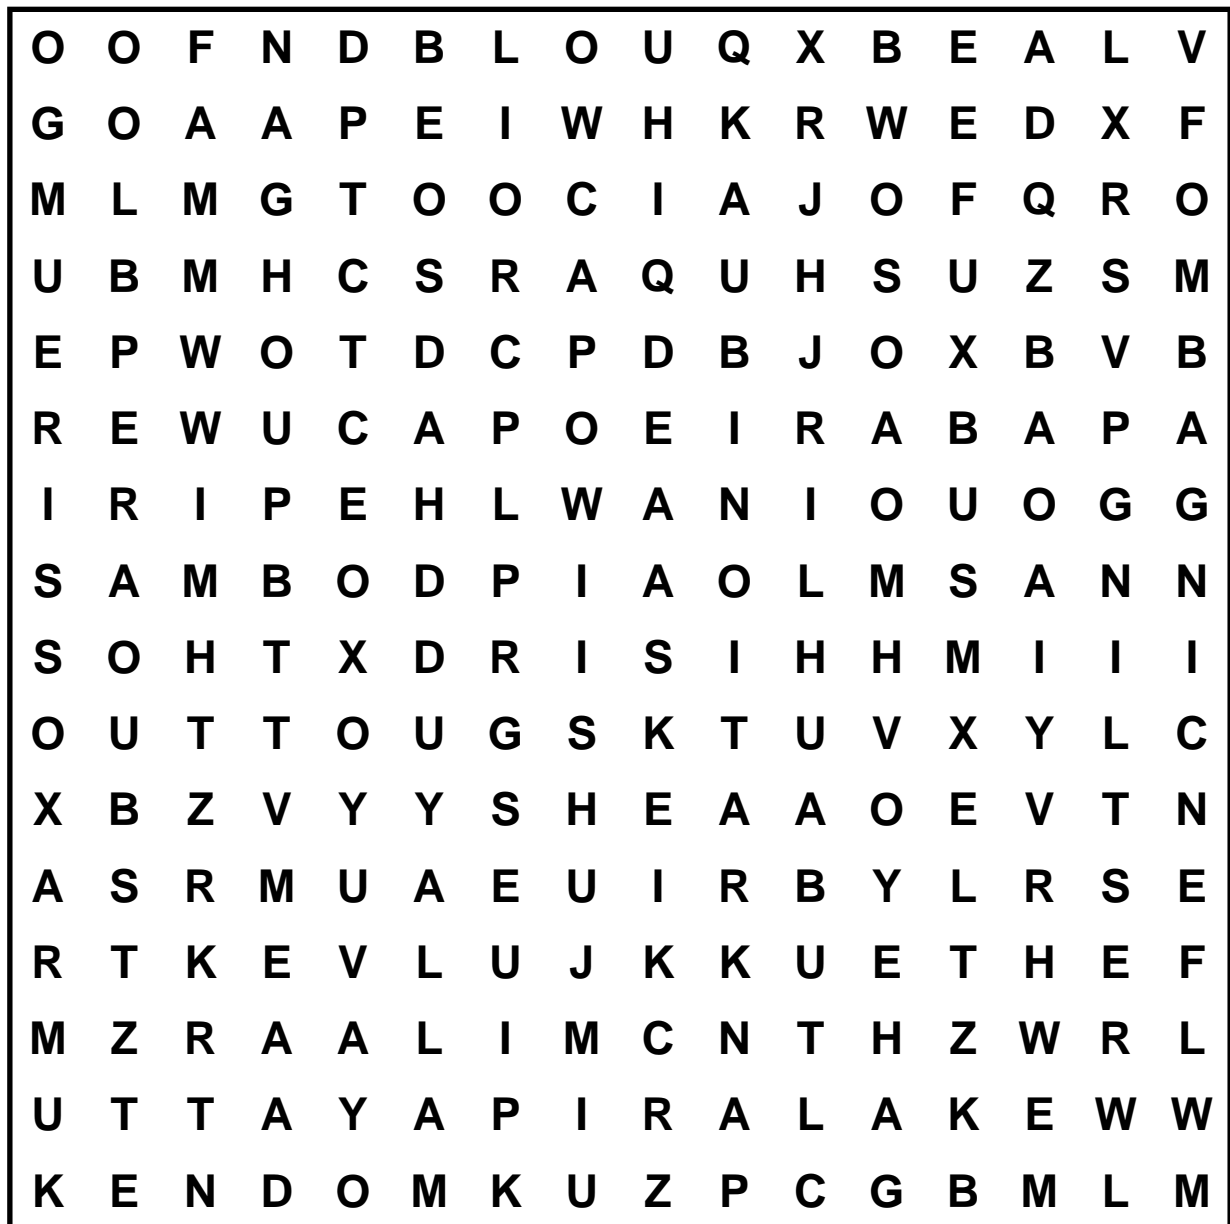 O O F N D B L O U Q X B E A L V
G O A A P E I W H K R W E D X F
M L M G T O O C I A J O F Q R O
U B M H C S R A Q U H S U Z S M
E P W O T D C P D B J O X B V B
R E W U C A P O E I R A B A P A
I R I P E H L W A N I O U O G G
S A M B O D P I A O L M S A N N
S O H T X D R I S I H H M I I I
O U T T O U G S K T U V X Y L C
X B Z V Y Y S H E A A O E V T N
A S R M U A E U I R B Y L R S E
R T K E V L U J K K U E T H E F
M Z R A A L I M C N T H Z W R L
U T T A Y A P I R A L A K E W W
K E N D O M K U Z P C G B M L M